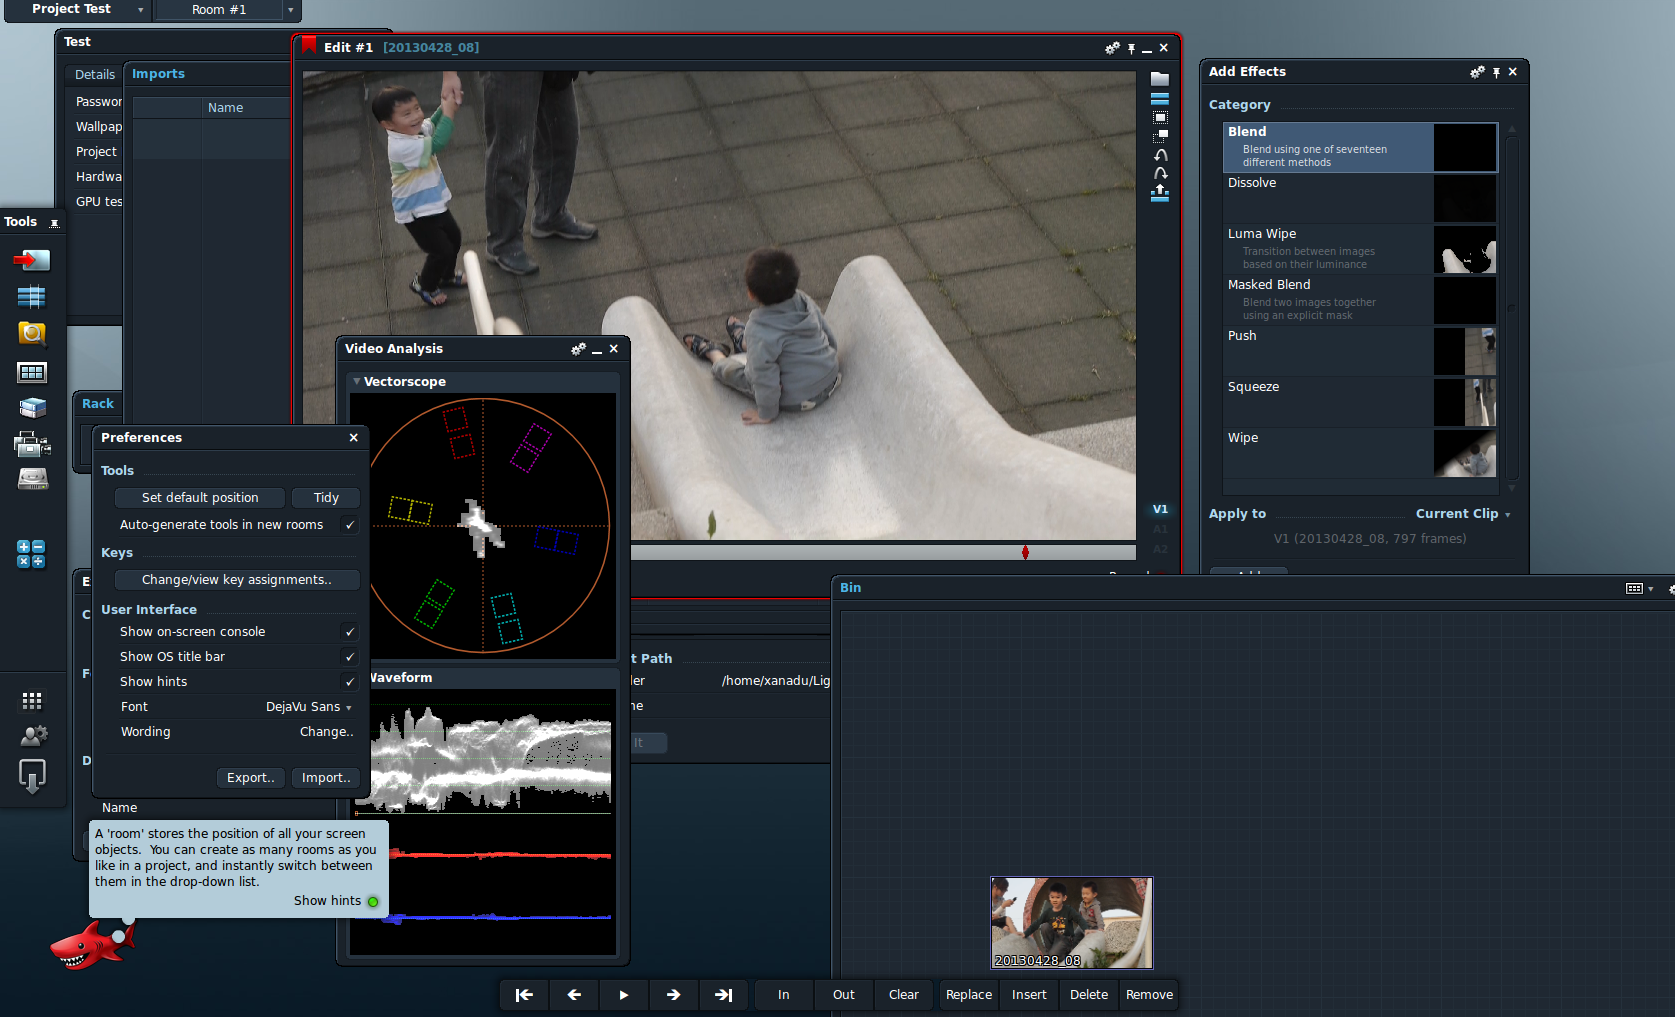 Project Test
Room #1
Test
Details
Imports
Name
Passwor
Wallpap
Project
Hardwa
GPU tes
Tools
Rack
Edit #1 [20130428_08]
V1
A1
A2
Add Effects
Category
Blend
Blend using one of seventeen
different methods
Dissolve
Luma Wipe
Transition between images
based on their luminance
Masked Blend
Blend two images together
using an explicit mask
Push
Squeeze
Wipe
Apply to
Current Clip
V1 (20130428_08, 797 frames)
Video Analysis
Vectorscope
Waveform
Preferences
Tools
Set default position
Tidy
Auto-generate tools in new rooms
Keys
Change/view key assignments..
User Interface
Show on-screen console
Show OS title bar
Show hints
Font
DejaVu Sans
Wording
Change..
Export..
Import..
E
C
F
D
Name
A 'room' stores the position of all your screen
objects. You can create as many rooms as you
like in a project, and instantly switch between
them in the drop-down list.
Show hints
t Path
ler
/home/xanadu/Lig
ne
It
Bin
20130428_08
In
Out
Clear
Replace
Insert
Delete
Remove